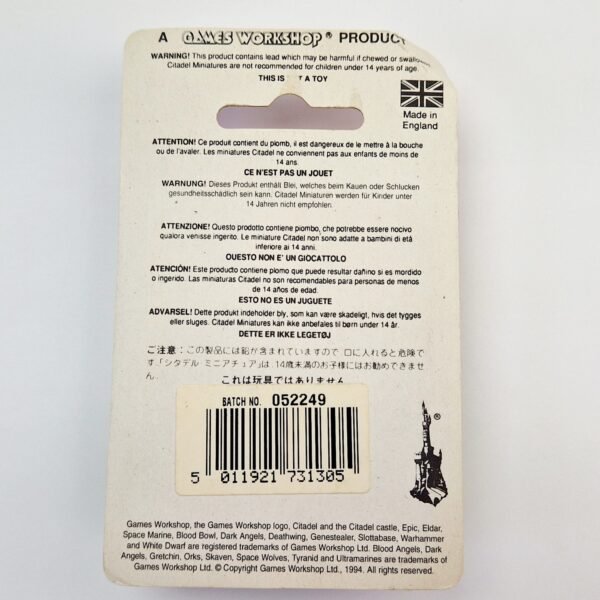 A GAMES WORKSHOP® PRODUC
WARNING! This product contains lead which may be harmful if chewed or swallow
Citadel Miniatures are not recommended for children under 14 years of age.
THIS IS T A TOY
Made in
England
ATTENTION! Ce produit contient du plomb, il est dangereux de le mettre à la bouche
ou de l'avaler. Les miniatures Citadel ne conviennent pas aux enfants de moins de
14 ans.
CE N'EST PAS UN JOUET
WARNUNG! Dieses Produkt enthält Blei, welches beim Kauen oder Schlucken
gesundheitsschädlich sein kann. Citadel Miniaturen werden für Kinder unter
14 Jahren nicht empfohlen.
ATTENZIONE! Questo prodotto contiene piombo, che potrebbe essere nocivo
qualora venisse ingerito. Le miniature Citadel non sono adatte a bambini di età
inferiore ai 14 anni.
QUESTO NON E' UN GIOCATTOLO
ATENCIÓN! Este producto contiene plomo que puede resultar dañino si es mordido
o ingerido. Las miniaturas Citadel no son recomendables para personas de menos
de 14 años de edad.
ESTO NO ES UN JUGUETE
ADVARSEL! Dette produkt indeholder bly, som kan være skadeligt, hvis det tygges
eller sluges. Citadel Miniatures kan ikke anbefales til børn under 14 år.
DETTE ER IKKE LEGETØJ
ご注意：この製品には鉛が含まれていますので 口に入れると危険で
す「シタデル ミニアチュア」は 14歳未満のお子様にはお勧めできませ
ん.
これは玩具ではありません
BATCH NO. 052249
5 011921 731305
®
Games Workshop, the Games Workshop logo, Citadel and the Citadel castle, Epic, Eldar,
Space Marine, Blood Bowl, Dark Angels, Deathwing, Genestealer, Slottabase, Warhammer
and White Dwarf are registered trademarks of Games Workshop Ltd. Blood Angels, Dark
Angels, Gretchin, Orks, Skaven, Space Wolves, Tyranid and Ultramarines are trademarks of
Games Workshop Ltd. © Copyright Games Workshop Ltd., 1994. All rights reserved.